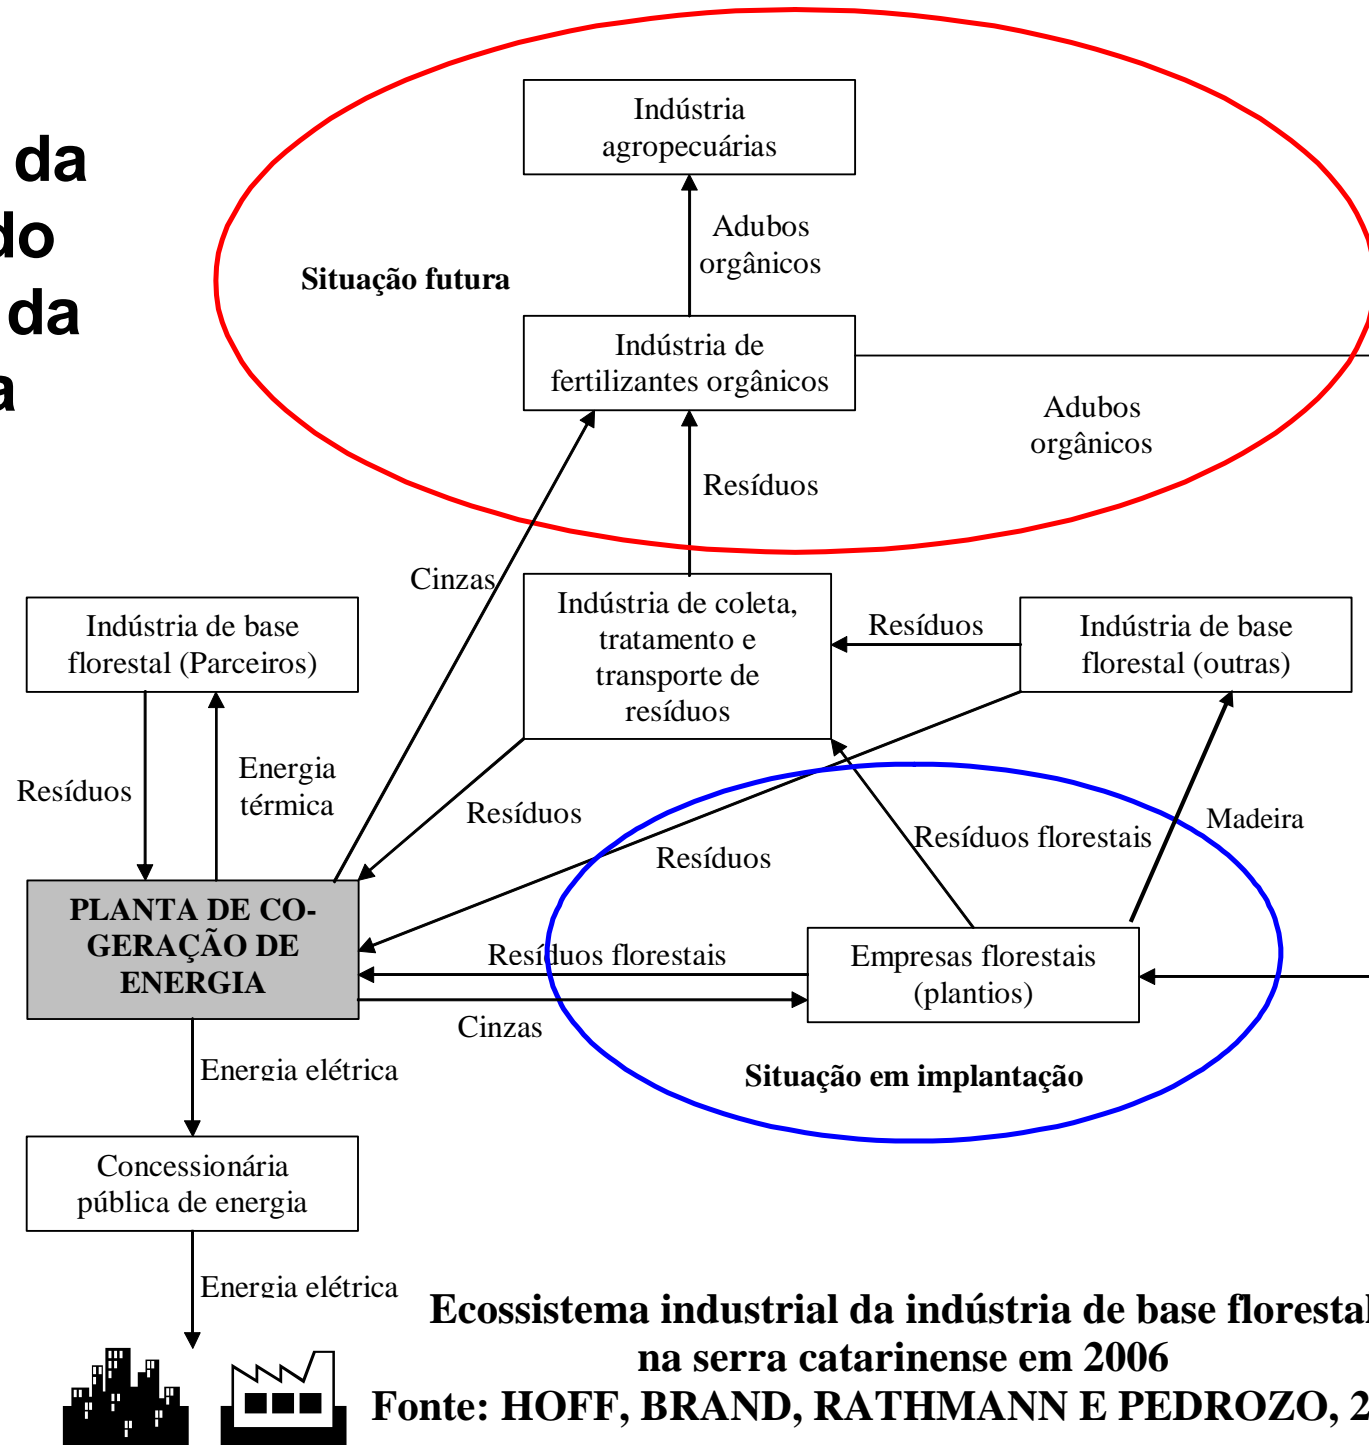 da
do
da
a
Indústria
agropecuárias
Adubos
orgânicos
Situação futura
Indústria de
fertilizantes orgânicos
Adubos
orgânicos
Resíduos
Cinzas
Indústria de base
florestal (Parceiros)
Indústria de coleta,
tratamento e
transporte de
resíduos
Resíduos
Indústria de base
florestal (outras)
Resíduos
Energia
térmica
Resíduos
Resíduos
Resíduos florestais
Madeira
PLANTA DE CO-
GERAÇÃO DE
ENERGIA
Resíduos florestais
Empresas florestais
(plantios)
Cinzas
Situação em implantação
Energia elétrica
Concessionária
pública de energia
Energia elétrica
Ecossistema industrial da indústria de base florestal
na serra catarinense em 2006
Fonte: HOFF, BRAND, RATHMANN E PEDROZO, 2